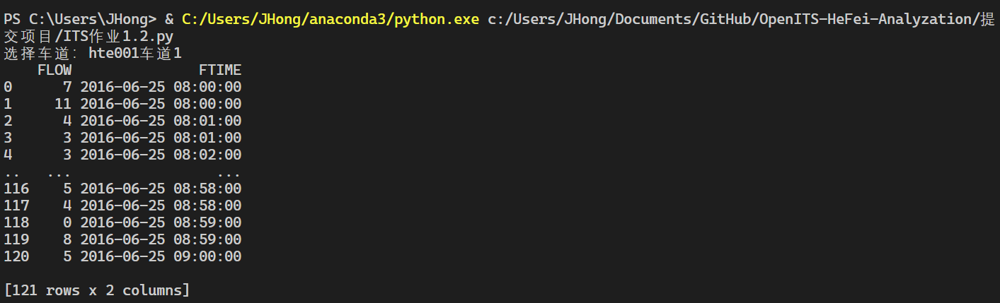 PS C:\Users\JHong> & C:/Users/JHong/anaconda3/python.exe c:/Users/JHong/Documents/GitHub/OpenITS-HeFei-Analyzation/提
交项目/ITS作业1.2.py
选择车道: hte001车道1
    FLOW               FTIME
0      7 2016-06-25 08:00:00
1     11 2016-06-25 08:00:00
2      4 2016-06-25 08:01:00
3      3 2016-06-25 08:01:00
4      3 2016-06-25 08:02:00
..   ...                 ...
116    5 2016-06-25 08:58:00
117    4 2016-06-25 08:58:00
118    0 2016-06-25 08:59:00
119    8 2016-06-25 08:59:00
120    5 2016-06-25 09:00:00
[121 rows x 2 columns]